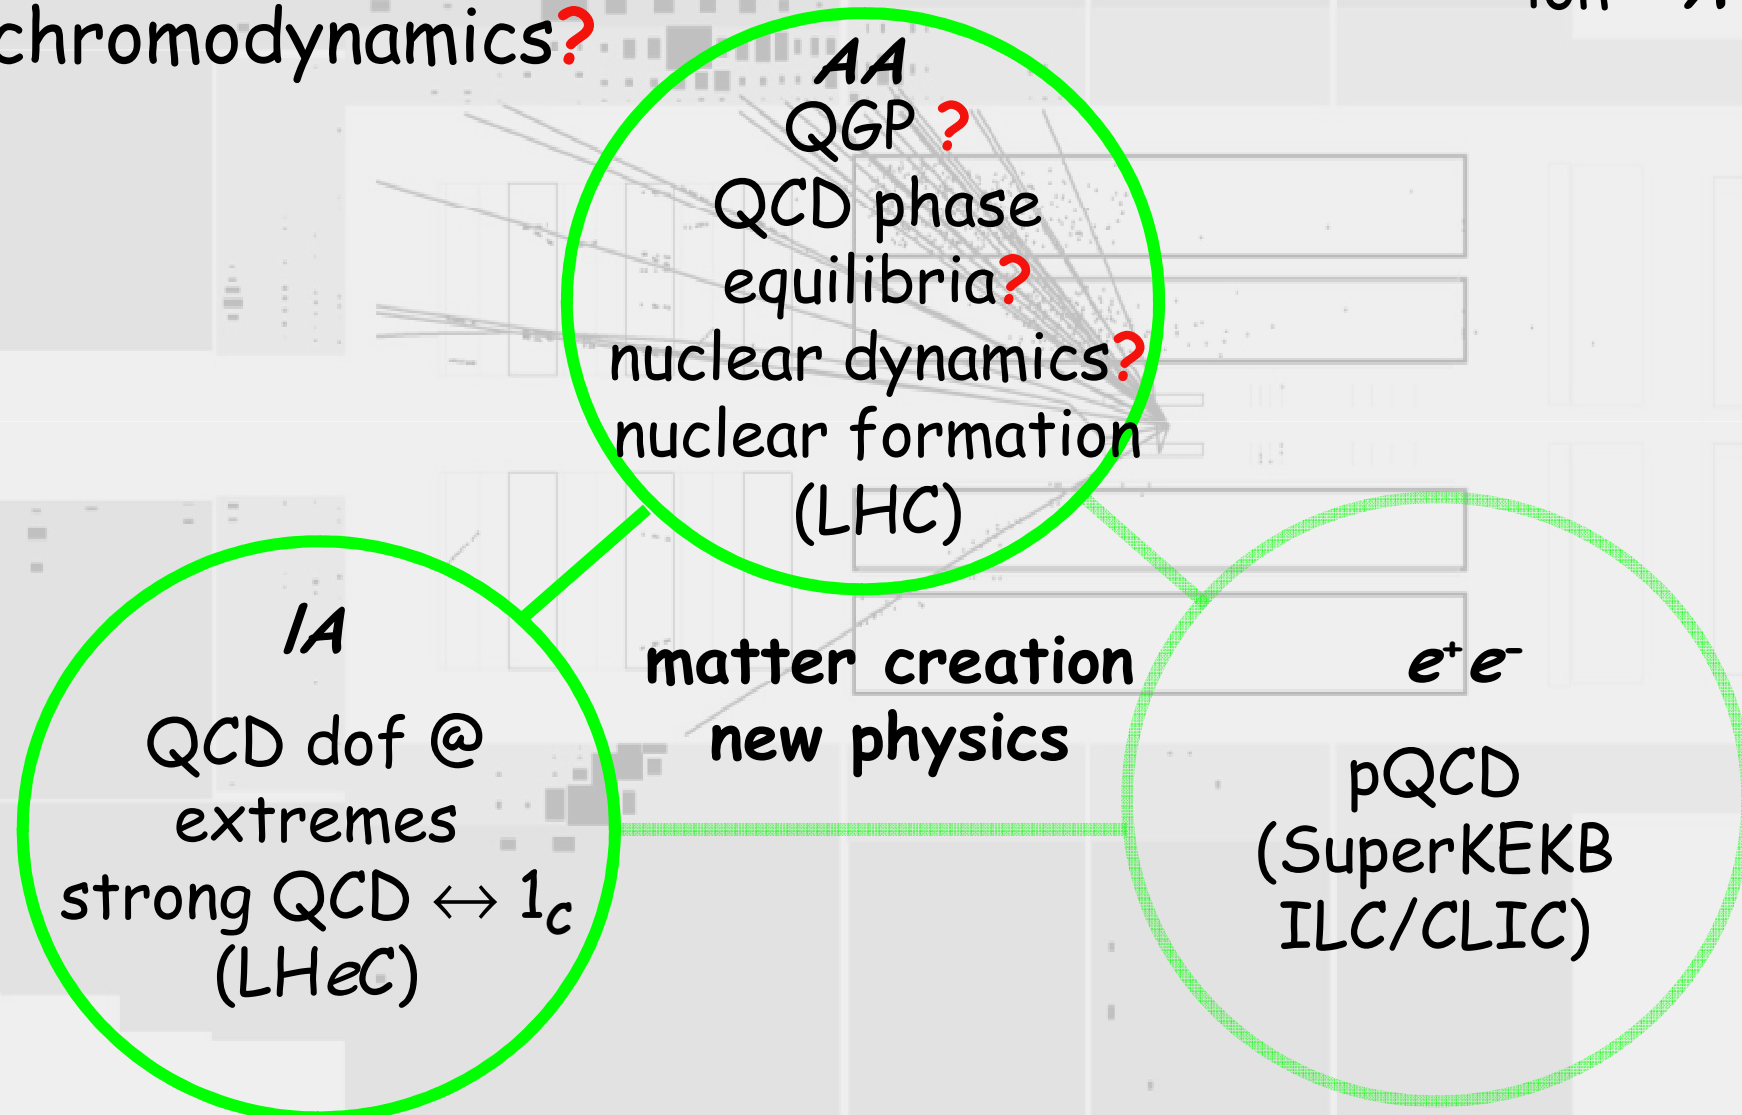 chromodynamics?
AA
QGP ?
QCD phase
equilibria?
nuclear dynamics?
nuclear formation
(LHC)
lA
QCD dof @
extremes
strong QCD ↔ 1c
(LHeC)
matter creation
new physics
e⁺e⁻
pQCD
(SuperKEKB
ILC/CLIC)